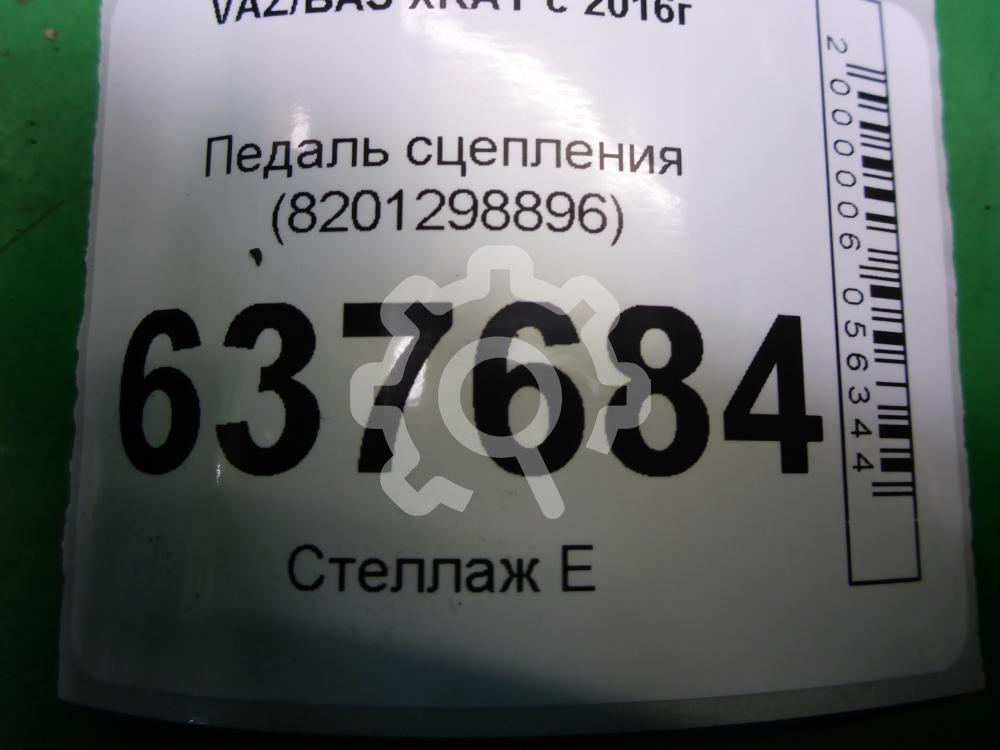 VAZ/ВАЗ XRAY с 2016г
Педаль сцепления
(8201298896)
637684
Стеллаж Е
2000006056344